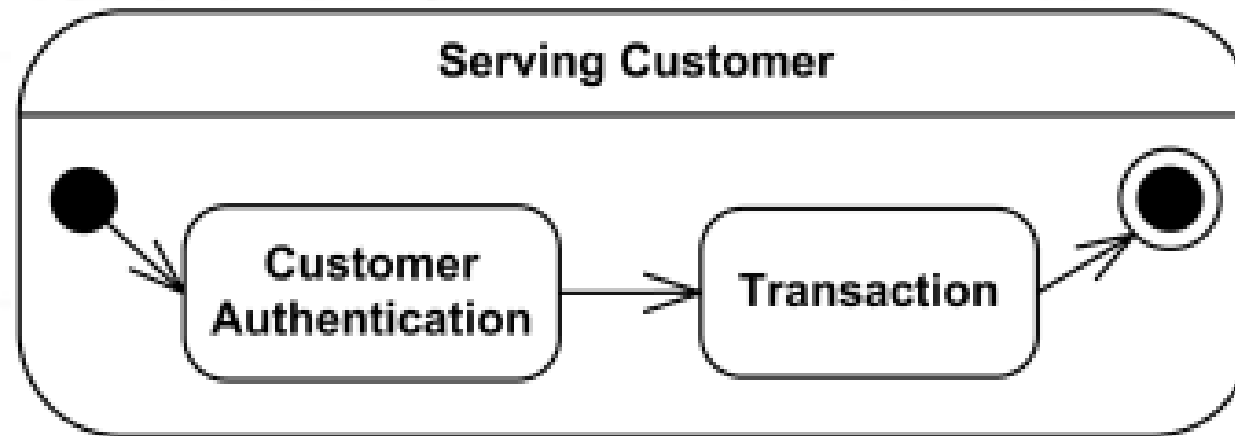 Serving Customer
Customer
Authentication
Transaction